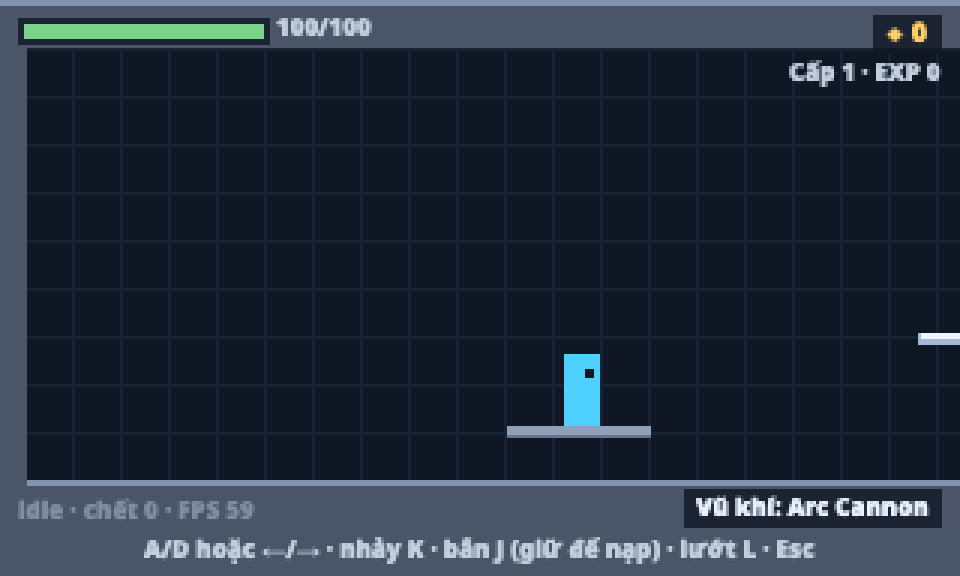 100/100
0
Cấp 1 · EXP 0
idle · chết 0 · FPS 59
Vũ khí: Arc Cannon
A/D hoặc ←/→ · nhảy K · bắn J (giữ để nạp) · lướt L · Esc